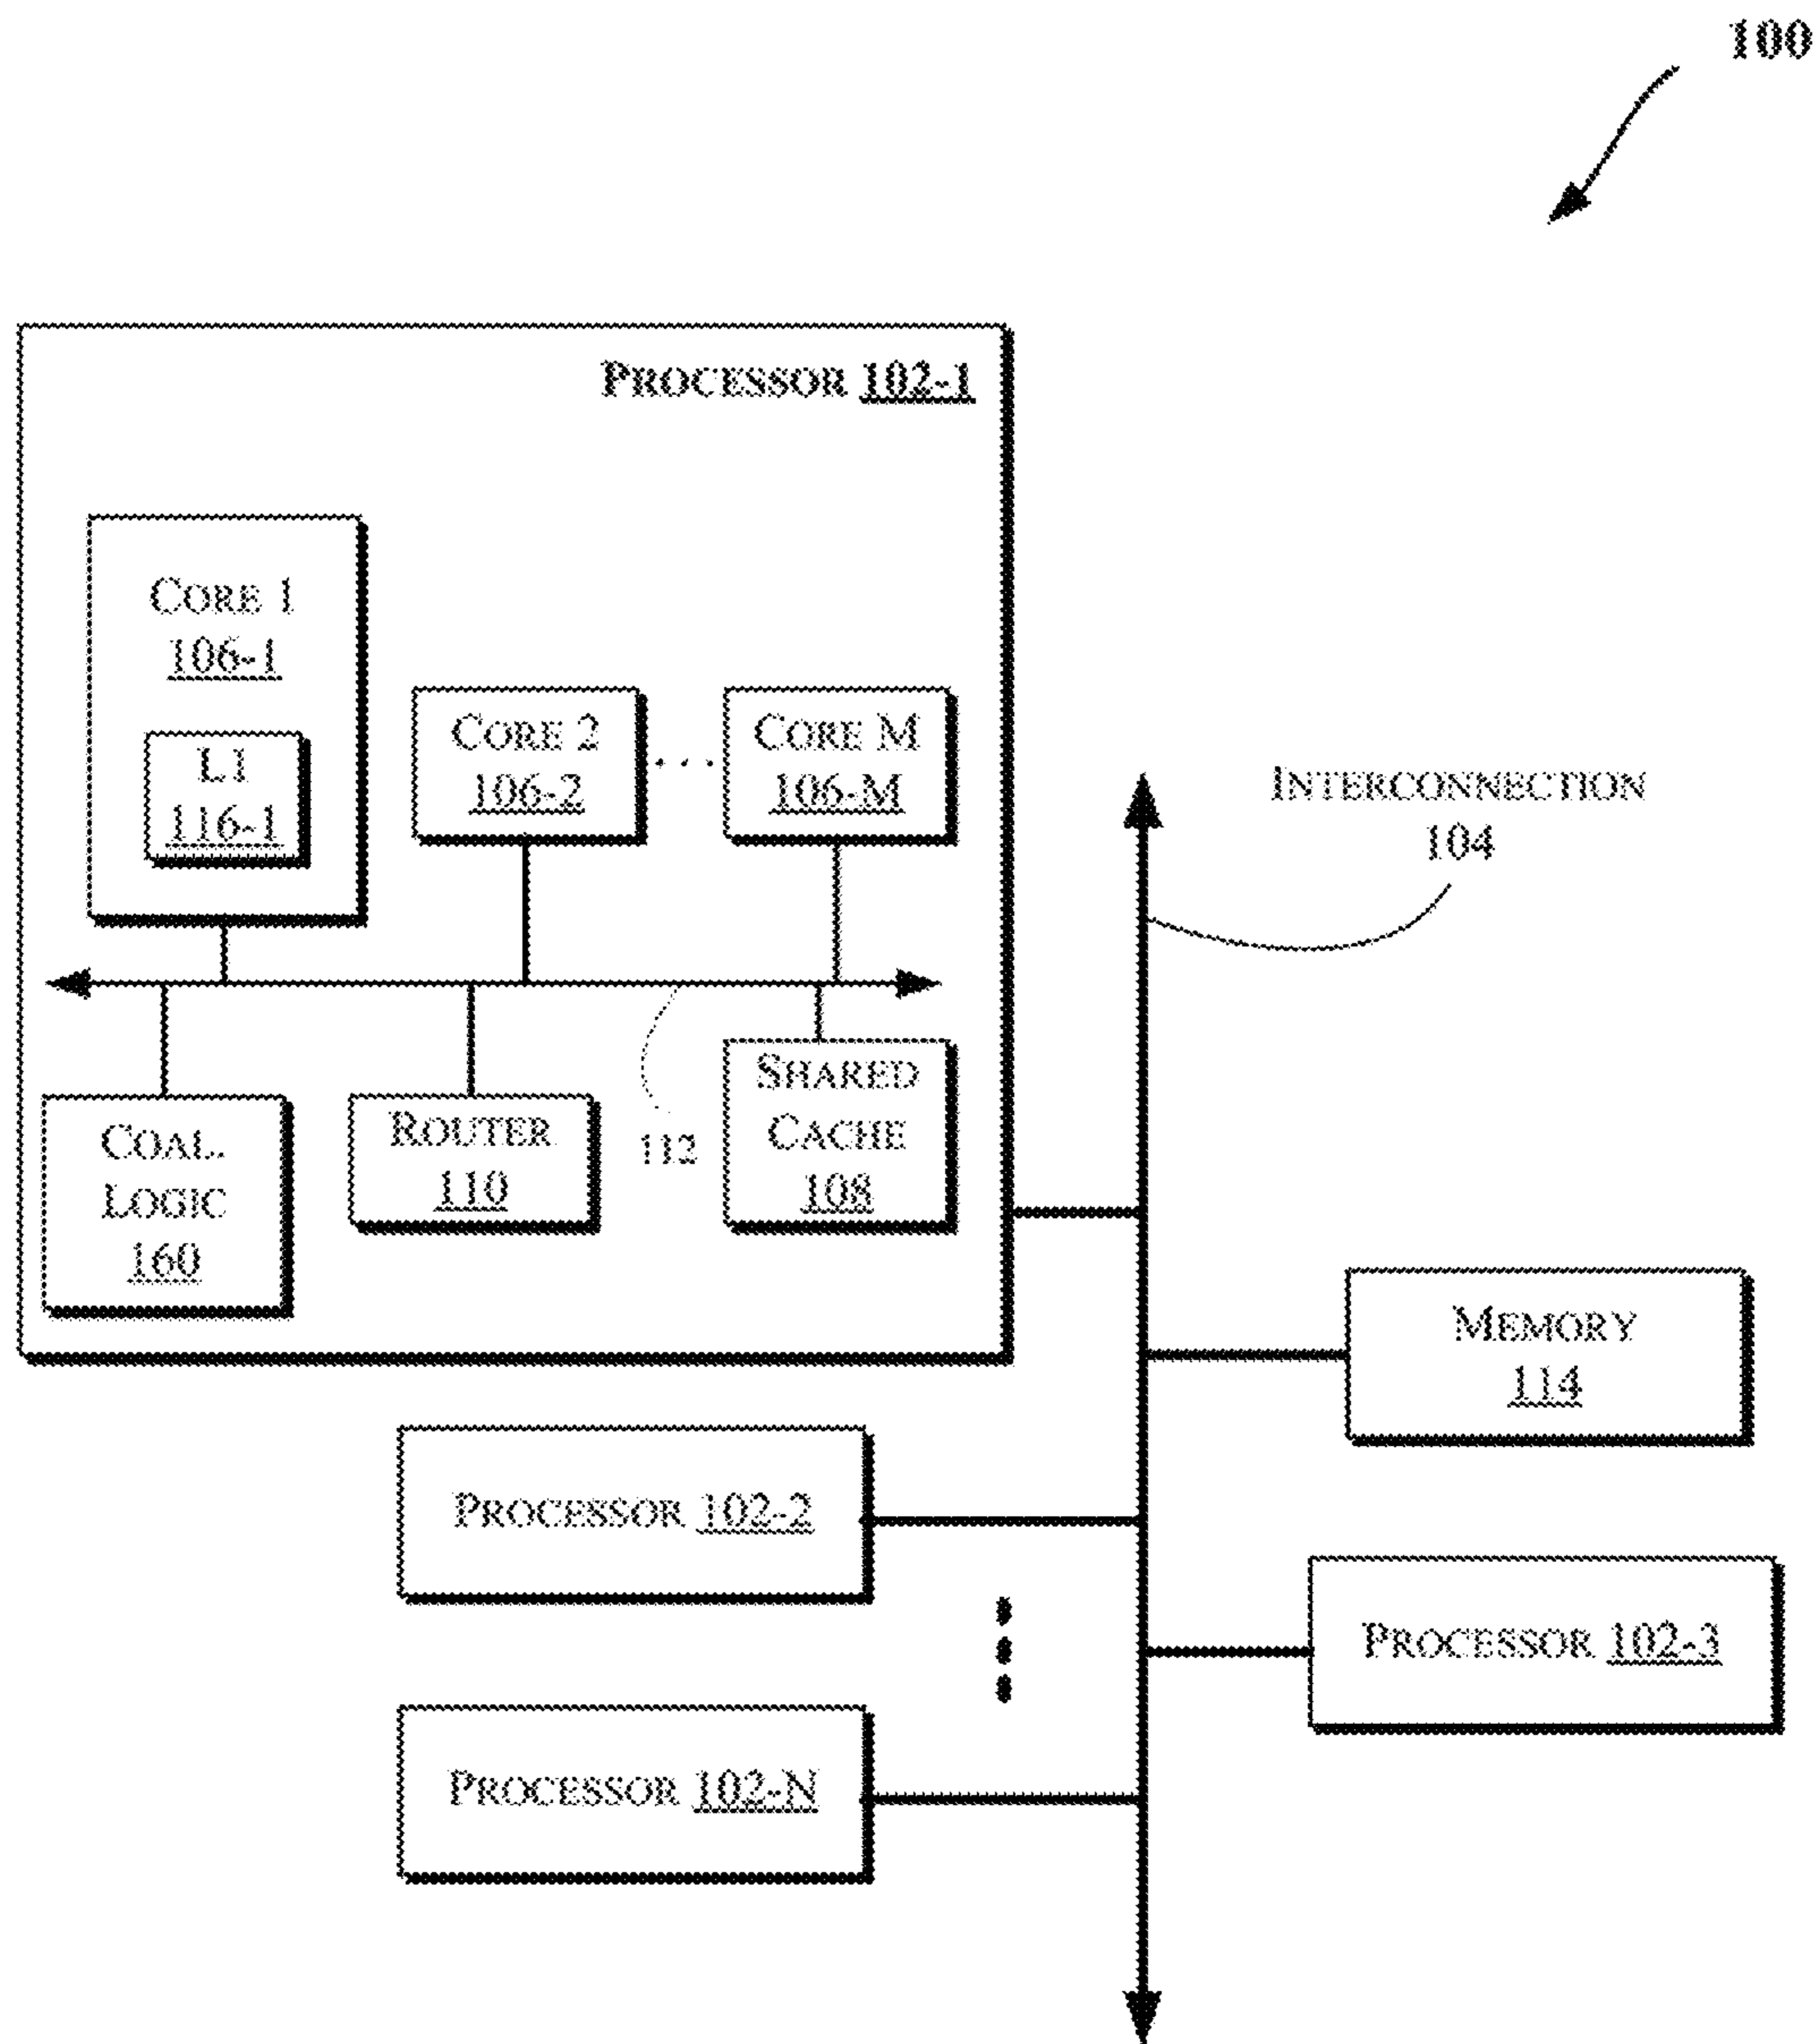 100
PROCESSOR 102-1
CORE 1
106-1
L1
116-1
CORE 2
106-2
. . .
CORE M
106-M
INTERCONNECTION
104
COAL.
LOGIC
160
ROUTER
110
112
SHARED
CACHE
108
MEMORY
114
PROCESSOR 102-2
PROCESSOR 102-3
PROCESSOR 102-N